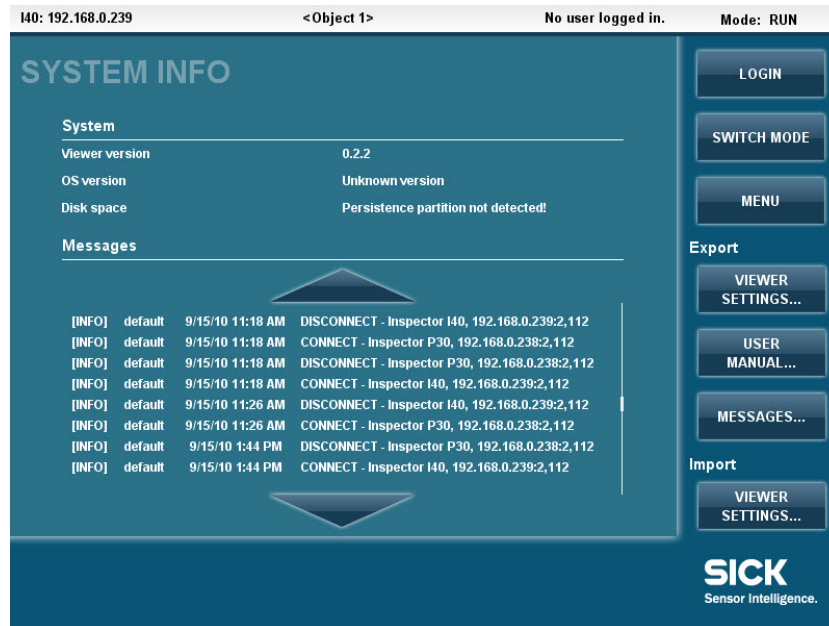 I40: 192.168.0.239 <Object 1> No user logged in. Mode: RUN
SYSTEM INFO
System
Viewer version 0.2.2
OS version Unknown version
Disk space Persistence partition not detected!
Messages
[INFO] default 9/15/10 11:18 AM DISCONNECT - Inspector I40, 192.168.0.239:2,112
[INFO] default 9/15/10 11:18 AM CONNECT - Inspector P30, 192.168.0.238:2,112
[INFO] default 9/15/10 11:18 AM DISCONNECT - Inspector P30, 192.168.0.238:2,112
[INFO] default 9/15/10 11:18 AM CONNECT - Inspector I40, 192.168.0.239:2,112
[INFO] default 9/15/10 11:26 AM DISCONNECT - Inspector I40, 192.168.0.239:2,112
[INFO] default 9/15/10 11:26 AM CONNECT - Inspector P30, 192.168.0.238:2,112
[INFO] default 9/15/10 1:44 PM DISCONNECT - Inspector P30, 192.168.0.238:2,112
[INFO] default 9/15/10 1:44 PM CONNECT - Inspector I40, 192.168.0.239:2,112
LOGIN
SWITCH MODE
MENU
Export
VIEWER
SETTINGS...
USER
MANUAL...
MESSAGES...
Import
VIEWER
SETTINGS...
SICK
Sensor Intelligence.